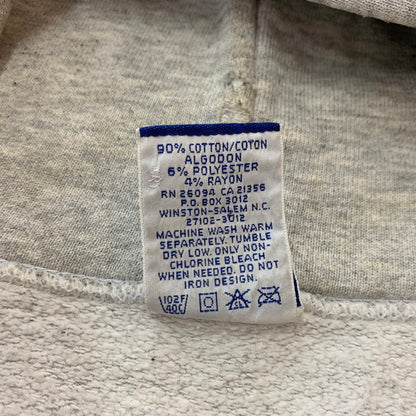 90% COTTON/COTON
ALGODON
6% POLYESTER
4% RAYON
RN 26094 CA 21356
P.O. BOX 3012
WINSTON-SALEM N.C.
27102-3012
MACHINE WASH WARM
SEPARATELY. TUMBLE
DRY LOW. ONLY NON-
CHLORINE BLEACH
WHEN NEEDED. DO NOT
IRON DESIGN.
102F
40C
CL